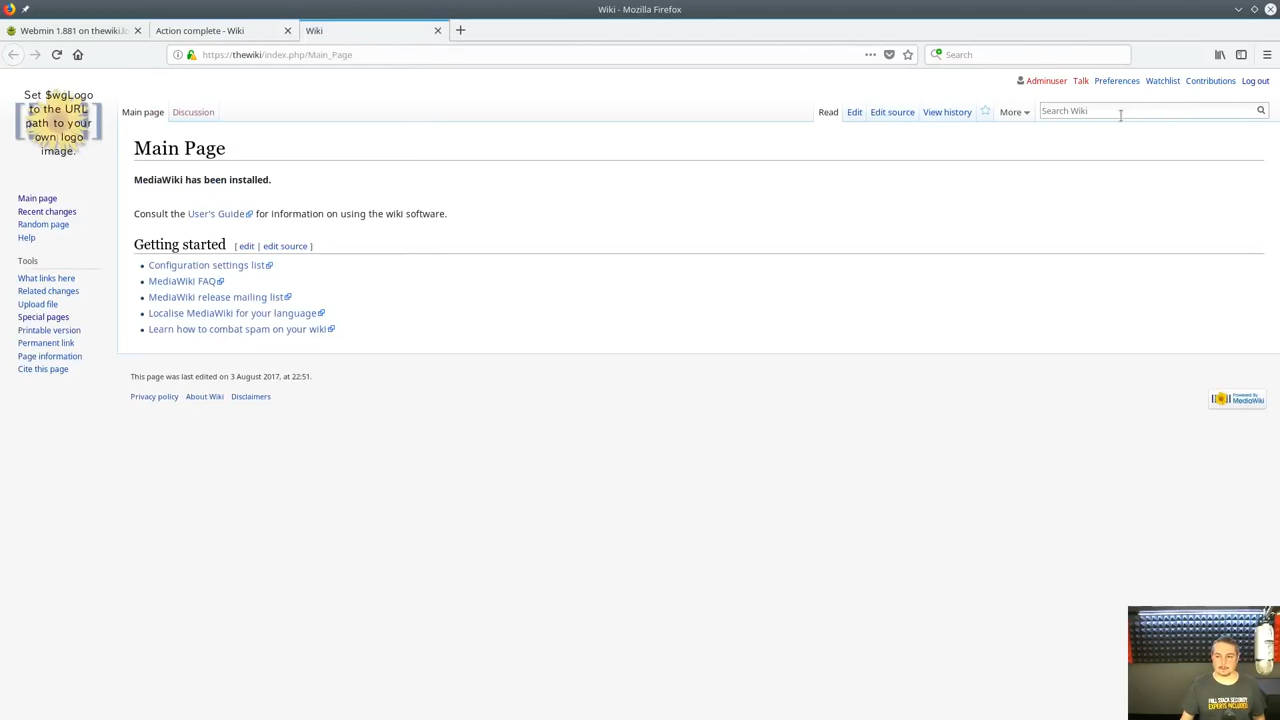 Wiki - Mozilla Firefox
Webmin 1.881 on thewiki.l
Action complete - Wiki
Wiki
https://thewiki/index.php/Main_Page
Search
Adminuser Talk Preferences Watchlist Contributions Log out
Set $wgLogo
to the URL
path to your
own logo
image.
Main page Discussion
Read Edit Edit source View history More
Search Wiki
Main Page
MediaWiki has been installed.
Consult the User's Guide for information on using the wiki software.
Getting started [ edit | edit source ]
Configuration settings list
MediaWiki FAQ
MediaWiki release mailing list
Localise MediaWiki for your language
Learn how to combat spam on your wiki
Main page
Recent changes
Random page
Help
Tools
What links here
Related changes
Upload file
Special pages
Printable version
Permanent link
Page information
Cite this page
This page was last edited on 3 August 2017, at 22:51.
Privacy policy About Wiki Disclaimers
Powered By
MediaWiki
FULL STACK SECURITY
EXPERTS INCLUDED